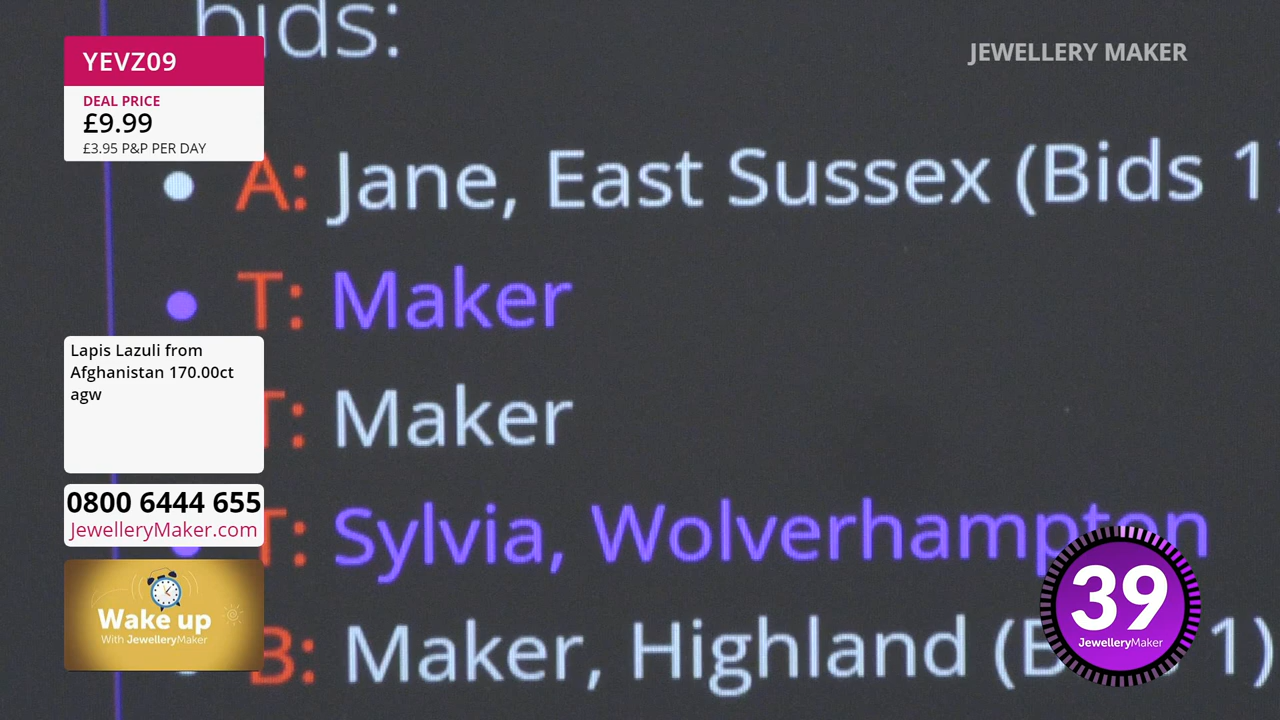 bids:
YEVZ09
JEWELLERY MAKER
DEAL PRICE
£9.99
£3.95 P&P PER DAY
A: Jane, East Sussex (Bids 1)
T: Maker
Lapis Lazuli from
Afghanistan 170.00ct
agw
T: Maker
0800 6444 655
JewelleryMaker.com
T: Sylvia, Wolverhampton
Wake up
With JewelleryMaker
39
JewelleryMaker
B: Maker, Highland (B 1)